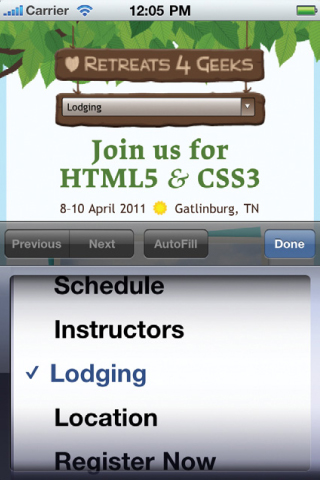 Carrier 12:05 PM
RETREATS 4 GEEKS
Lodging
Join us for
HTML5 & CSS3
8-10 April 2011 Gatlinburg, TN
Previous Next AutoFill Done
Schedule
Instructors
✓ Lodging
Location
Register Now